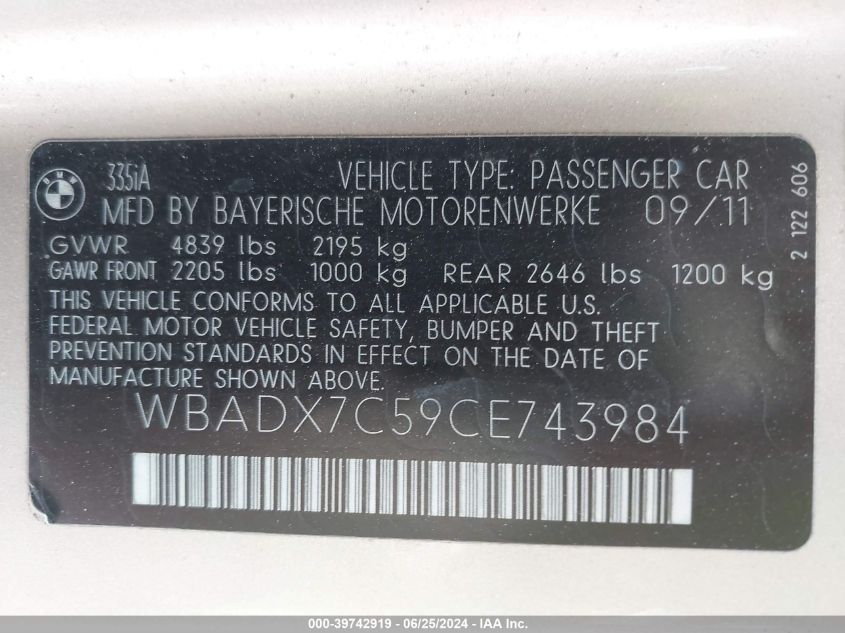 BMW
335iA VEHICLE TYPE: PASSENGER CAR
MFD BY BAYERISCHE MOTORENWERKE 09/11
GVWR 4839 lbs 2195 kg
GAWR FRONT 2205 lbs 1000 kg REAR 2646 lbs 1200 kg
THIS VEHICLE CONFORMS TO ALL APPLICABLE U.S.
FEDERAL MOTOR VEHICLE SAFETY, BUMPER AND THEFT
PREVENTION STANDARDS IN EFFECT ON THE DATE OF
MANUFACTURE SHOWN ABOVE.
WBADX7C59CE743984
2 122 606
000-39742919 - 06/25/2024 - IAA Inc.